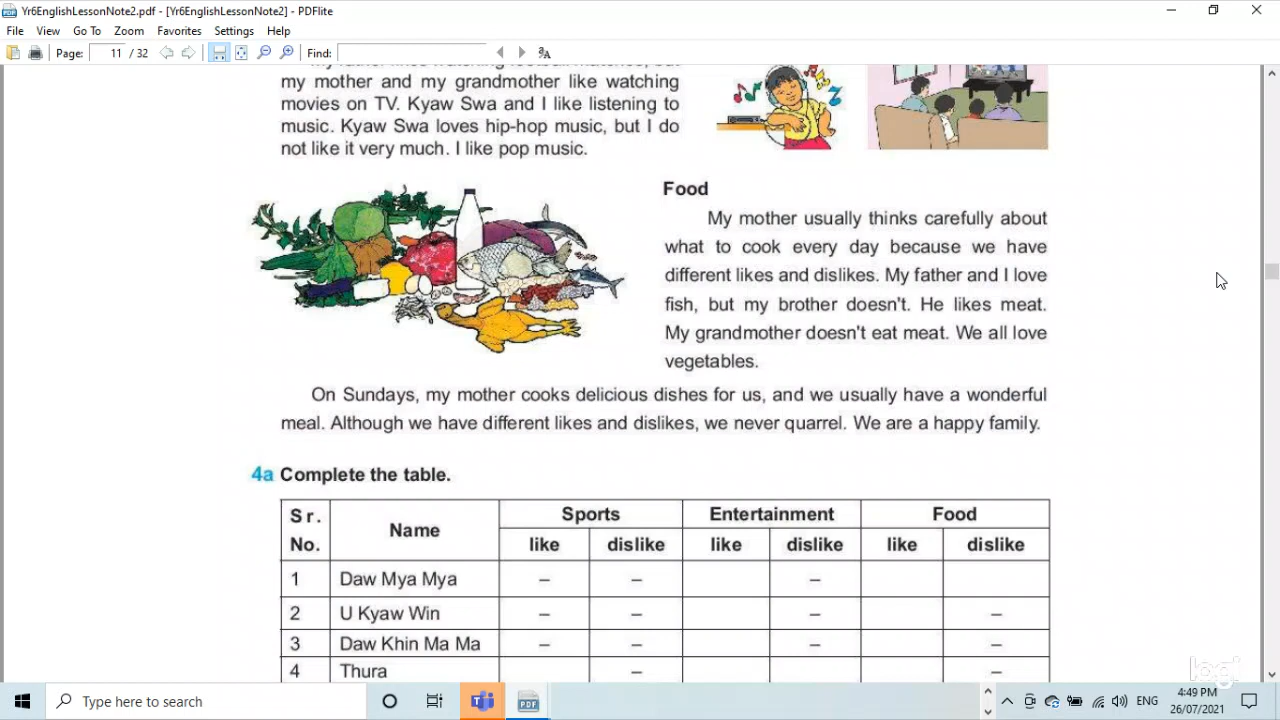 Yr6EnglishLessonNote2.pdf - [Yr6EnglishLessonNote2] - PDFlite
File View Go To Zoom Favorites Settings Help
Page: 11 / 32 Find:
my mother and my grandmother like watching
movies on TV. Kyaw Swa and I like listening to
music. Kyaw Swa loves hip-hop music, but I do
not like it very much. I like pop music.
Food
My mother usually thinks carefully about
what to cook every day because we have
different likes and dislikes. My father and I love
fish, but my brother doesn't. He likes meat.
My grandmother doesn't eat meat. We all love
vegetables.
On Sundays, my mother cooks delicious dishes for us, and we usually have a wonderful
meal. Although we have different likes and dislikes, we never quarrel. We are a happy family.
4a Complete the table.
Sr. No. Name Sports Entertainment Food
like dislike like dislike like dislike
1 Daw Mya Mya – – –
2 U Kyaw Win – – – –
3 Daw Khin Ma Ma – – – –
4 Thura – –
Type here to search
ENG
4:49 PM
26/07/2021